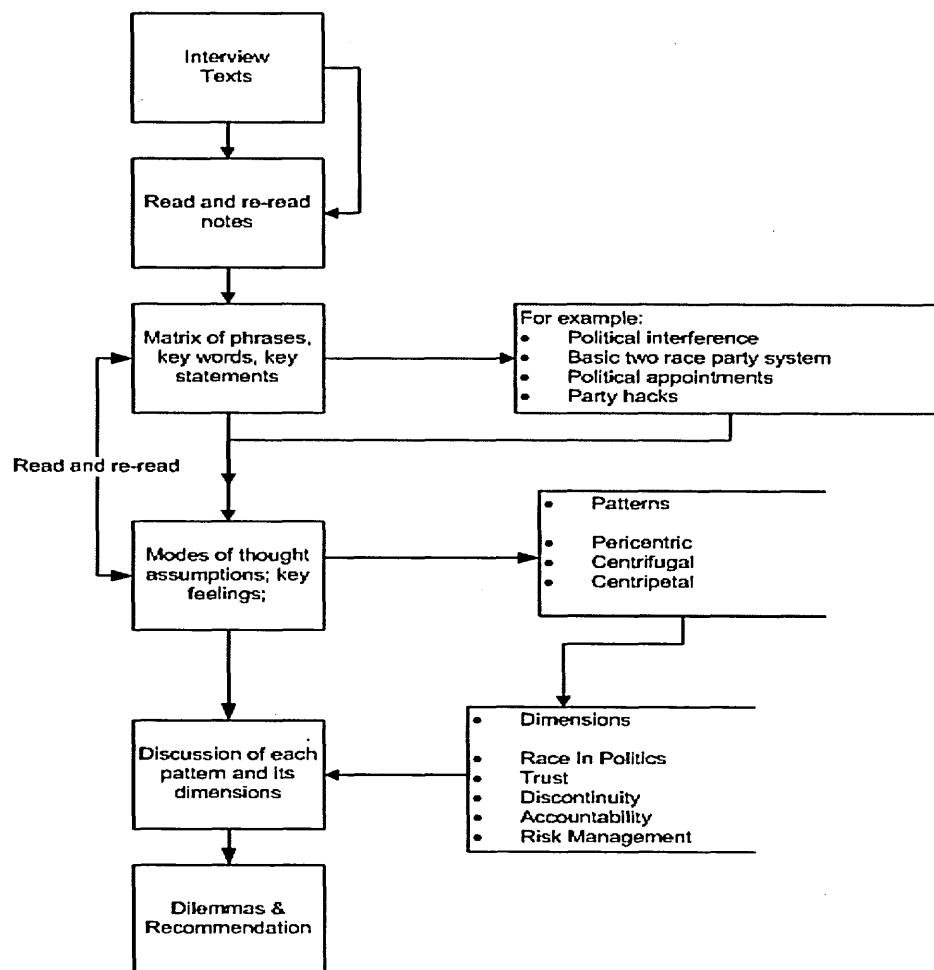 Interview
Texts
Read and re-read
notes
Matrix of phrases,
key words, key
statements
For example:
• Political interference
• Basic two race party system
• Political appointments
• Party hacks
Read and re-read
Modes of thought
assumptions; key
feelings;
• Patterns
• Pericentric
• Centrifugal
• Centripetal
Discussion of each
pattern and its
dimensions
• Dimensions
• Race In Politics
• Trust
• Discontinuity
• Accountability
• Risk Management
Dilemmas &
Recommendation